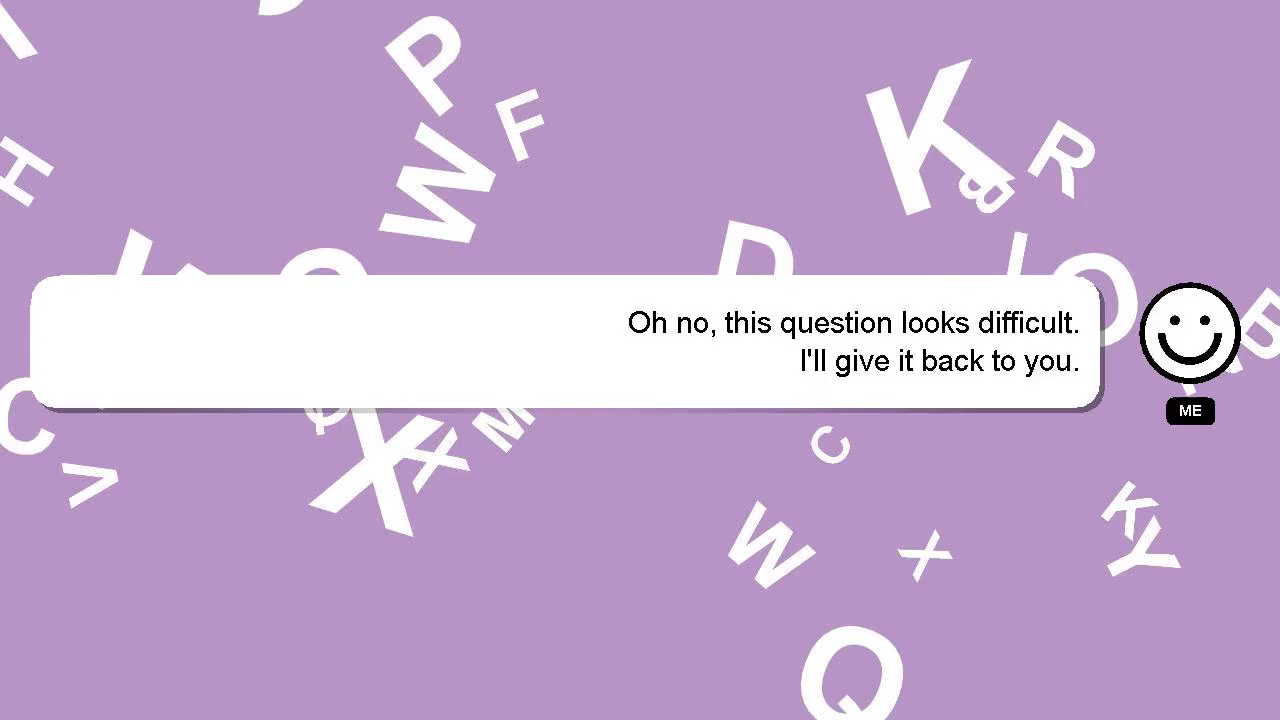 Oh no, this question looks difficult.
I'll give it back to you.
ME